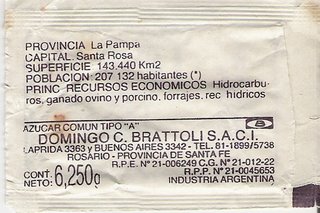 PROVINCIA La Pampa
CAPITAL. Santa Rosa
SUPERFICIE 143.440 Km2
POBLACION: 207 132 habitantes (*)
PRINC RECURSOS ECONOMICOS Hidrocarbu-
ros, ganado ovino y porcino, forrajes, rec hídricos
AZUCAR COMUN TIPO "A"
DOMINGO C. BRATTOLI S.A.C.I.
LAPRIDA 3363 y BUENOS AIRES 3342 - TEL. 81-1899/5738
ROSARIO - PROVINCIA DE SANTA FE
R.P.E. Nº 21-006249 C.G. Nº 21-012-22
R.P.P. Nº 21-0045653
CONT. NETO: 6,250g
INDUSTRIA ARGENTINA